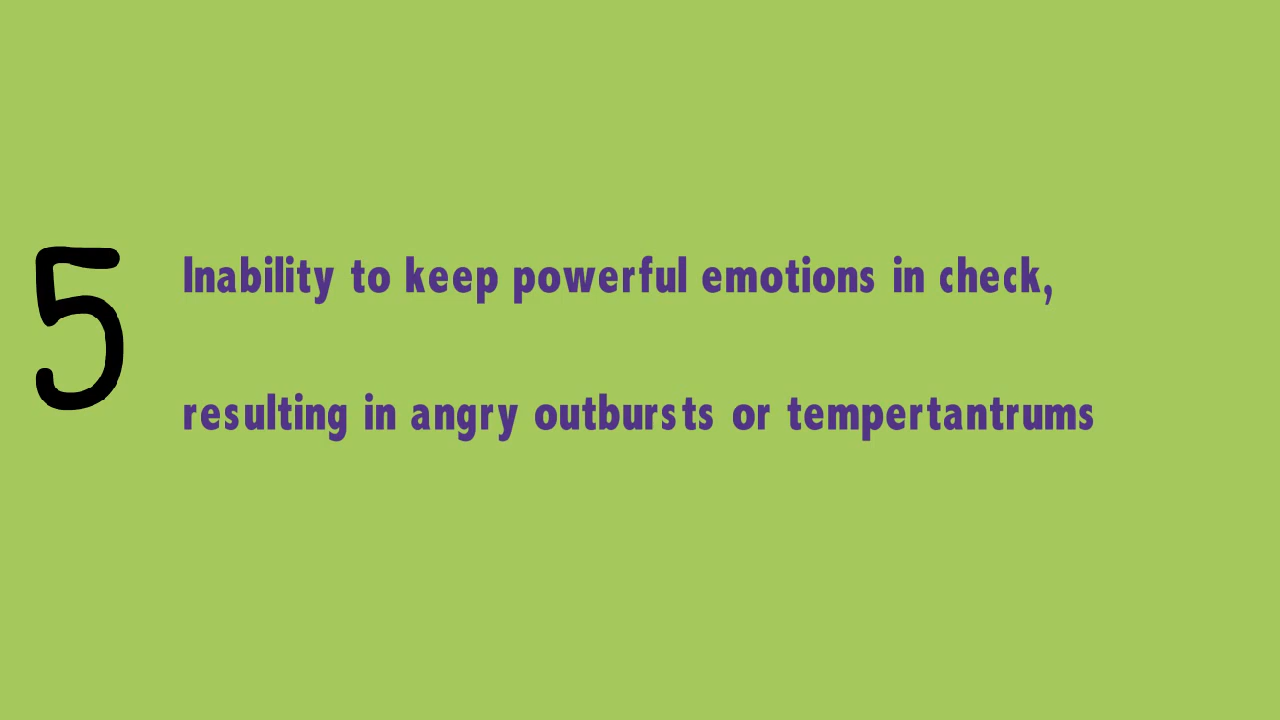 5
Inability to keep powerful emotions in check,
resulting in angry outbursts or tempertantrums